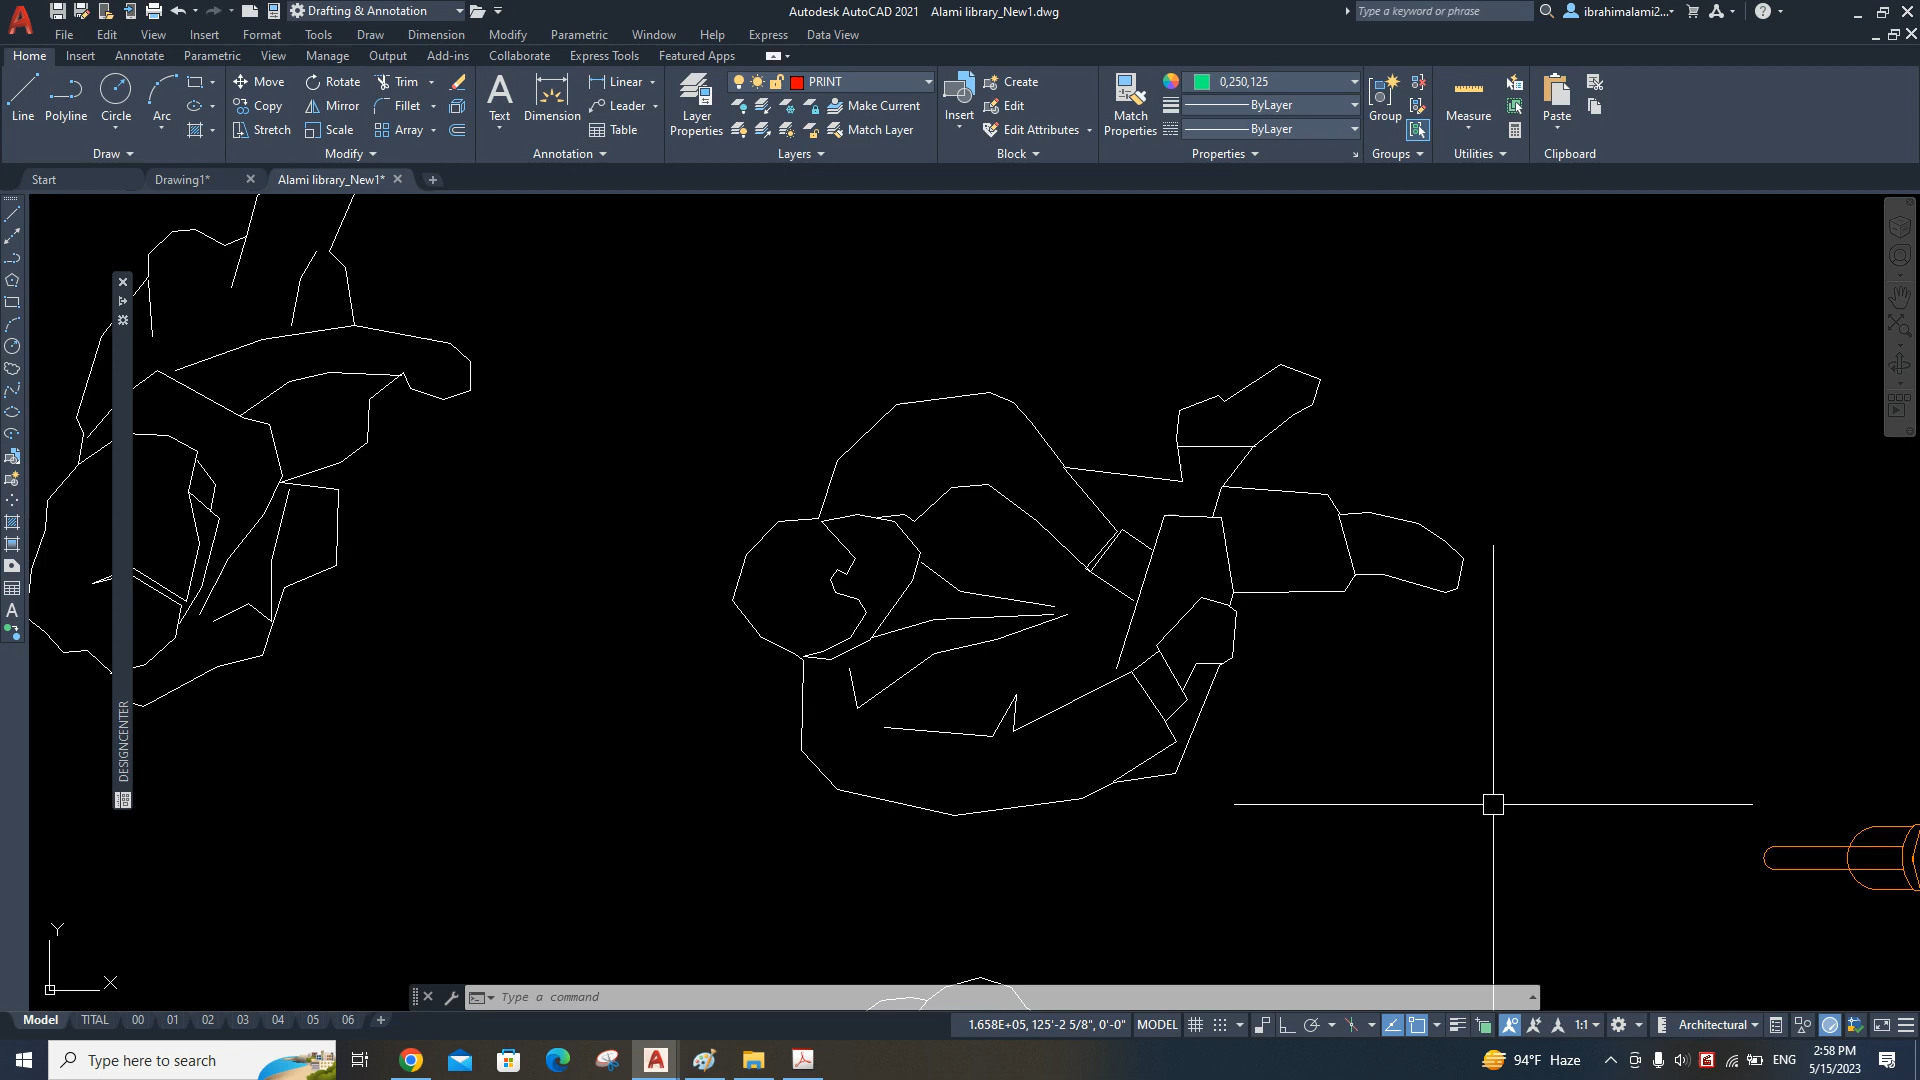 Drafting & Annotation
Autodesk AutoCAD 2021 Alami library_New1.dwg
Type a keyword or phrase
ibrahimalami2...
File Edit View Insert Format Tools Draw Dimension Modify Parametric Window Help Express Data View
Home Insert Annotate Parametric View Manage Output Add-ins Collaborate Express Tools Featured Apps
Line Polyline Circle Arc
Move Rotate Trim
Copy Mirror Fillet
Stretch Scale Array
Text Dimension
Linear
Leader
Table
Layer Properties
PRINT
Make Current
Match Layer
Insert
Create
Edit
Edit Attributes
Match Properties
0,250,125
ByLayer
ByLayer
Group
Measure
Paste
Draw Modify Annotation Layers Block Properties Groups Utilities Clipboard
Start Drawing1* Alami library_New1*
DESIGNCENTER
Y
X
Type a command
Model TITAL 00 01 02 03 04 05 06
1.658E+05, 125'-2 5/8", 0'-0" MODEL 1:1 Architectural
Type here to search
94°F Haze
ENG
2:58 PM
5/15/2023